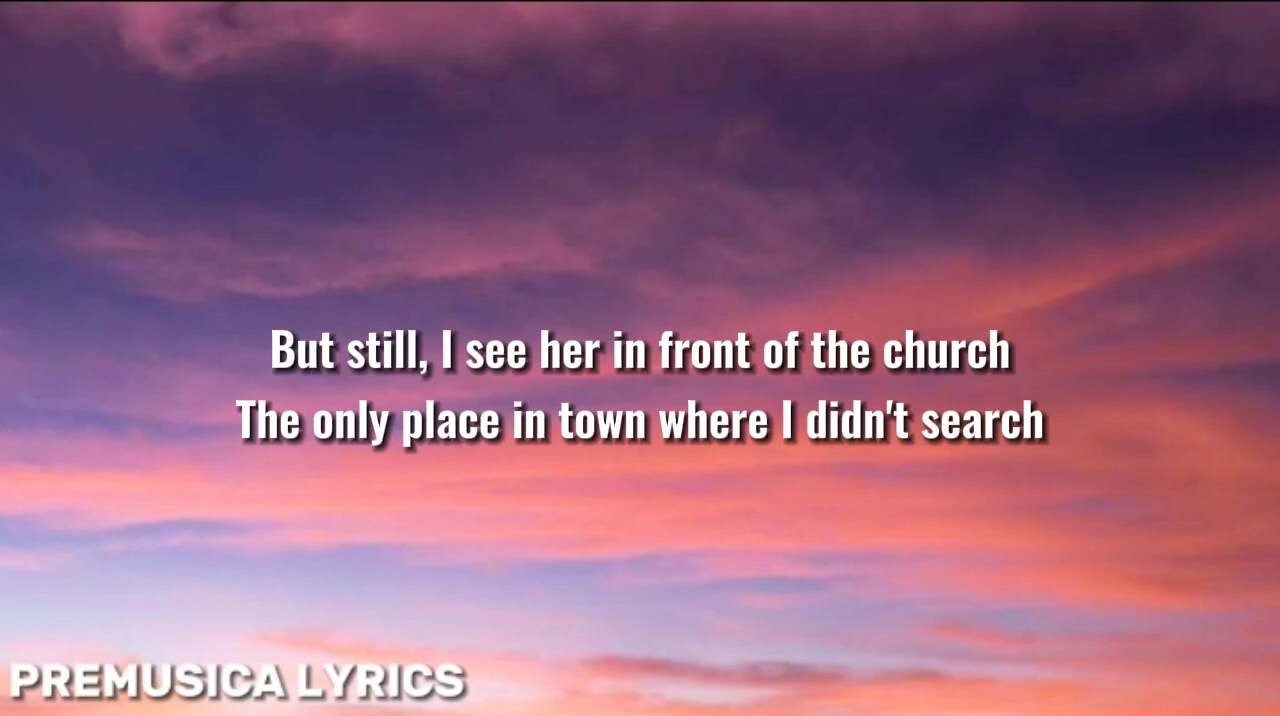 But still, I see her in front of the church
The only place in town where I didn't search
PREMUSICA LYRICS